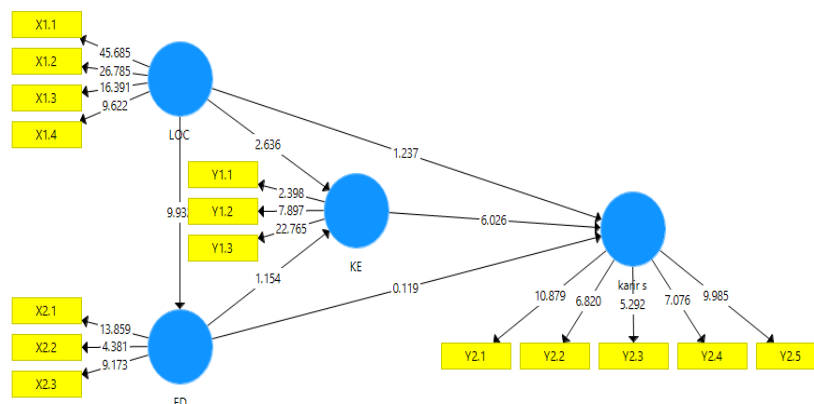 X1.1
45.685
X1.2
26.785
X1.3
16.391
X1.4
9.622
LOC
2.636
1.237
Y1.1
2.398
Y1.2
7.897
Y1.3
22.765
9.93
KE
6.026
1.154
0.119
karir s
10.879
6.820
5.292
7.076
9.985
X2.1
13.859
X2.2
4.381
X2.3
9.173
Y2.1
Y2.2
Y2.3
Y2.4
Y2.5